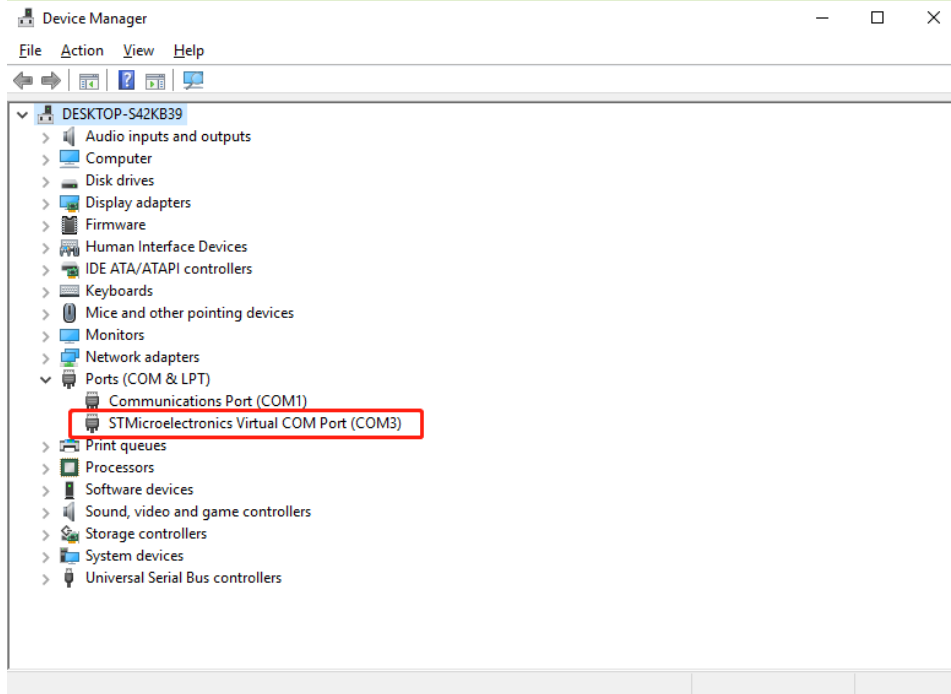 Device Manager
File Action View Help
DESKTOP-S42KB39
Audio inputs and outputs
Computer
Disk drives
Display adapters
Firmware
Human Interface Devices
IDE ATA/ATAPI controllers
Keyboards
Mice and other pointing devices
Monitors
Network adapters
Ports (COM & LPT)
Communications Port (COM1)
STMicroelectronics Virtual COM Port (COM3)
Print queues
Processors
Software devices
Sound, video and game controllers
Storage controllers
System devices
Universal Serial Bus controllers